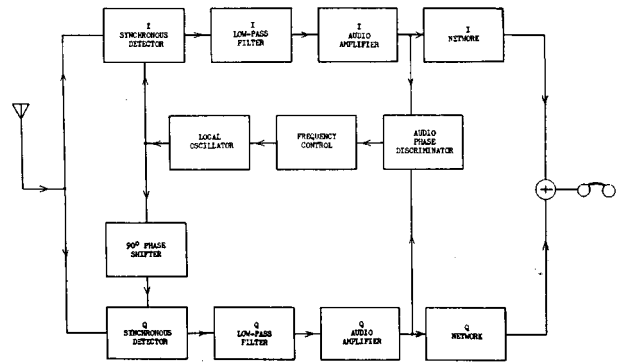 I
SYNCHRONOUS
DETECTOR
I
LOW-PASS
FILTER
I
AUDIO
AMPLIFIER
I
NETWORK
LOCAL
OSCILLATOR
FREQUENCY
CONTROL
AUDIO
PHASE
DISCRIMINATOR
90° PHASE
SHIFTER
Q
SYNCHRONOUS
DETECTOR
Q
LOW-PASS
FILTER
Q
AUDIO
AMPLIFIER
Q
NETWORK